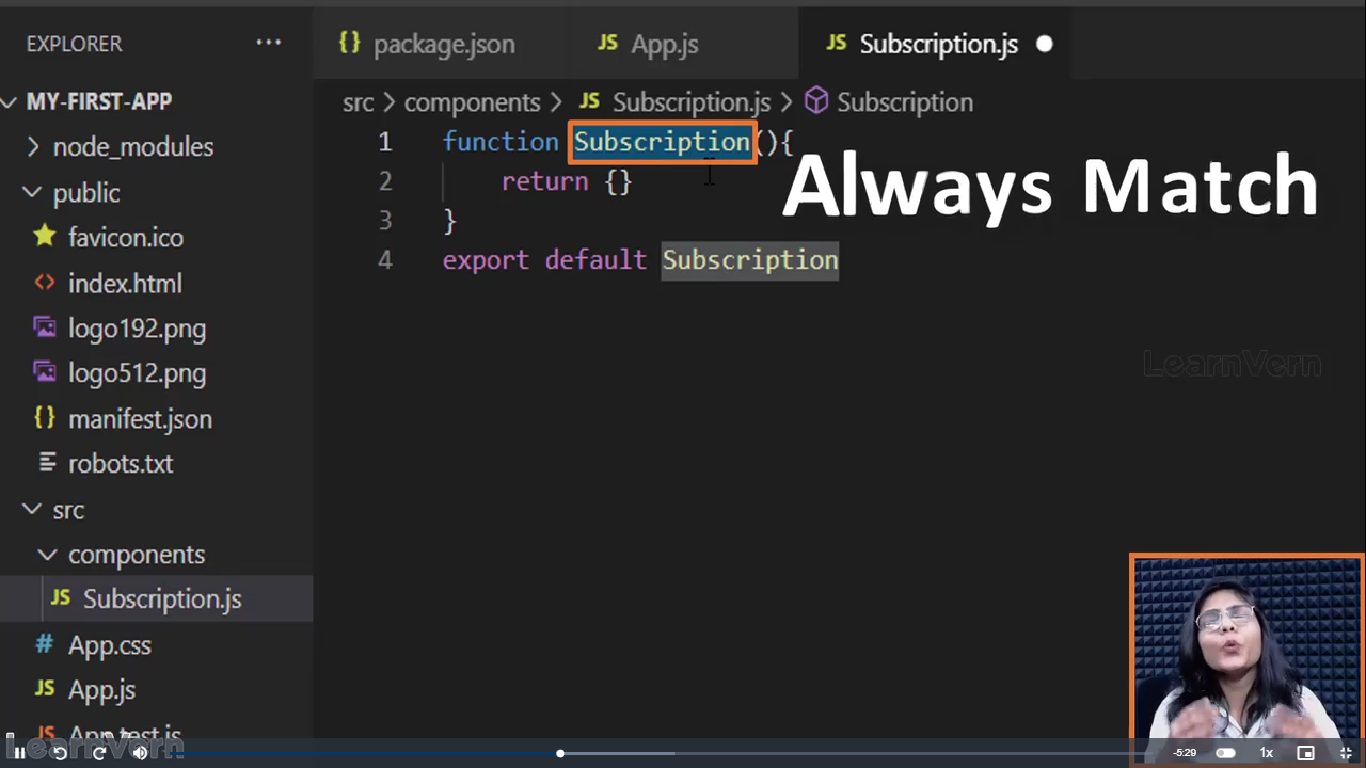 EXPLORER ...
MY-FIRST-APP
node_modules
public
favicon.ico
index.html
logo192.png
logo512.png
{} manifest.json
robots.txt
src
components
JS Subscription.js
# App.css
JS App.js
App.test.js
{} package.json
JS App.js
JS Subscription.js
src > components > JS Subscription.js > Subscription
1 function Subscription(){
2 return {}
3 }
4 export default Subscription
Always Match
LearnVern
LearnVern
-5:29
1x